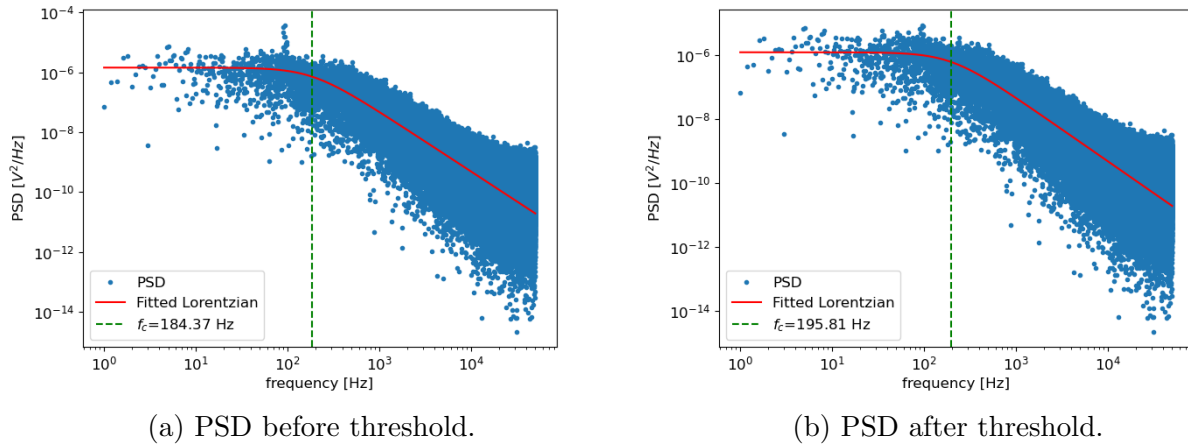 10^-4
10^-6
10^-8
10^-10
10^-12
10^-14
PSD [V^2/Hz]
PSD
Fitted Lorentzian
f_c=184.37 Hz
10^0 10^1 10^2 10^3 10^4
frequency [Hz]
(a) PSD before threshold.
10^-6
10^-8
10^-10
10^-12
10^-14
PSD [V^2/Hz]
PSD
Fitted Lorentzian
f_c=195.81 Hz
10^0 10^1 10^2 10^3 10^4
frequency [Hz]
(b) PSD after threshold.